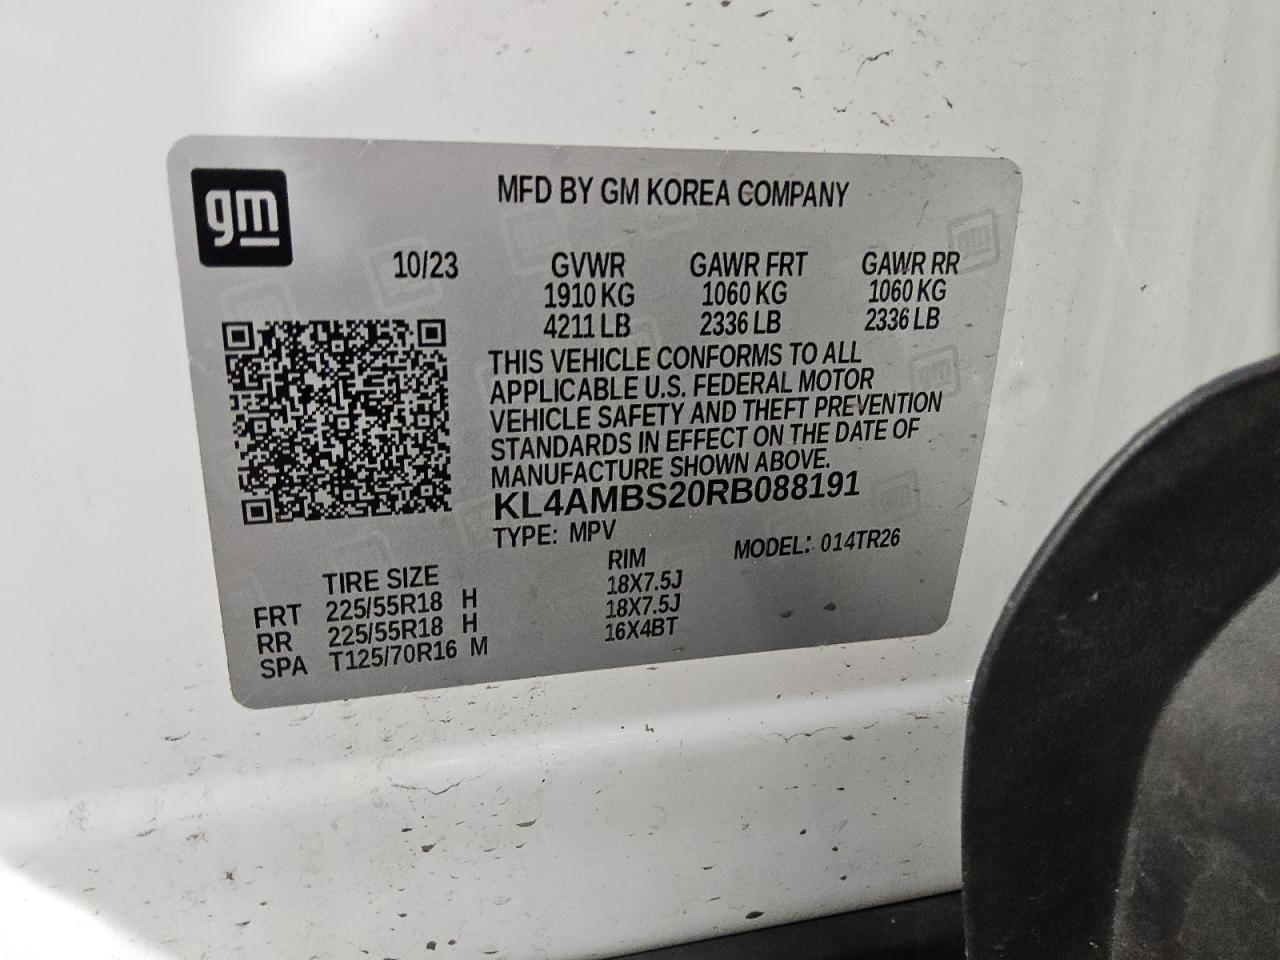 gm
MFD BY GM KOREA COMPANY
10/23 GVWR GAWR FRT GAWR RR
1910 KG 1060 KG 1060 KG
4211 LB 2336 LB 2336 LB
THIS VEHICLE CONFORMS TO ALL
APPLICABLE U.S. FEDERAL MOTOR
VEHICLE SAFETY AND THEFT PREVENTION
STANDARDS IN EFFECT ON THE DATE OF
MANUFACTURE SHOWN ABOVE.
KL4AMBS20RB088191
TYPE: MPV MODEL: 014TR26
TIRE SIZE RIM
FRT 225/55R18 H 18X7.5J
RR 225/55R18 H 18X7.5J
SPA T125/70R16 M 16X4BT